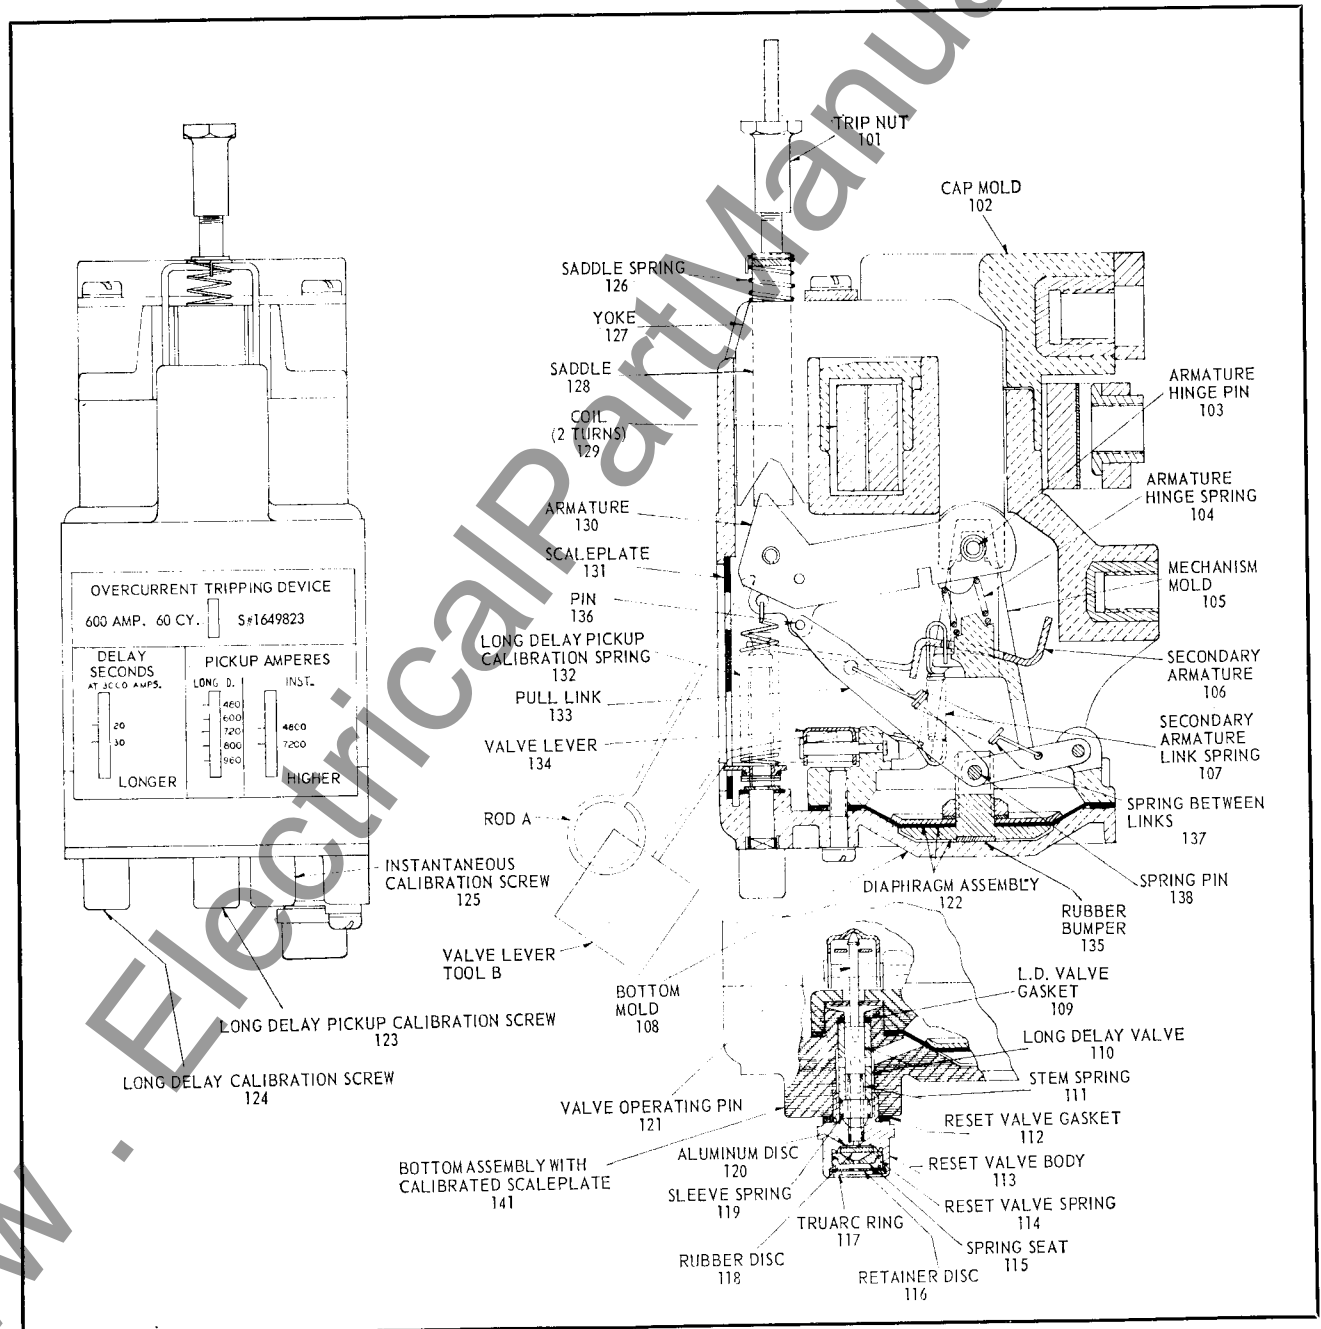 TRIP NUT
101
CAP MOLD
102
SADDLE SPRING
126
YOKE
127
SADDLE
128
COIL
(2 TURNS)
129
ARMATURE
HINGE PIN
103
ARMATURE
HINGE SPRING
104
ARMATURE
130
SCALEPLATE
131
MECHANISM
MOLD
105
PIN
136
LONG DELAY PICKUP
CALIBRATION SPRING
132
PULL LINK
133
VALVE LEVER
134
SECONDARY
ARMATURE
106
SECONDARY
ARMATURE
LINK SPRING
107
SPRING BETWEEN
LINKS
137
OVERCURRENT TRIPPING DEVICE
600 AMP. 60 CY. S#1649823
DELAY
SECONDS
AT 3000 AMPS.
20
30
LONGER
PICKUP AMPERES
LONG D. INST.
480
600
720
800
960
4800
7200
HIGHER
ROD A
INSTANTANEOUS
CALIBRATION SCREW
125
DIAPHRAGM ASSEMBLY
122
SPRING PIN
138
RUBBER
BUMPER
135
VALVE LEVER
TOOL B
BOTTOM
MOLD
108
L.D. VALVE
GASKET
109
LONG DELAY PICKUP CALIBRATION SCREW
123
LONG DELAY VALVE
110
LONG DELAY CALIBRATION SCREW
124
STEM SPRING
111
VALVE OPERATING PIN
121
RESET VALVE GASKET
112
ALUMINUM DISC
120
RESET VALVE BODY
113
BOTTOM ASSEMBLY WITH
CALIBRATED SCALEPLATE
141
SLEEVE SPRING
119
RESET VALVE SPRING
114
TRUARC RING
117
SPRING SEAT
115
RUBBER DISC
118
RETAINER DISC
116
w . ElectricalPartManua